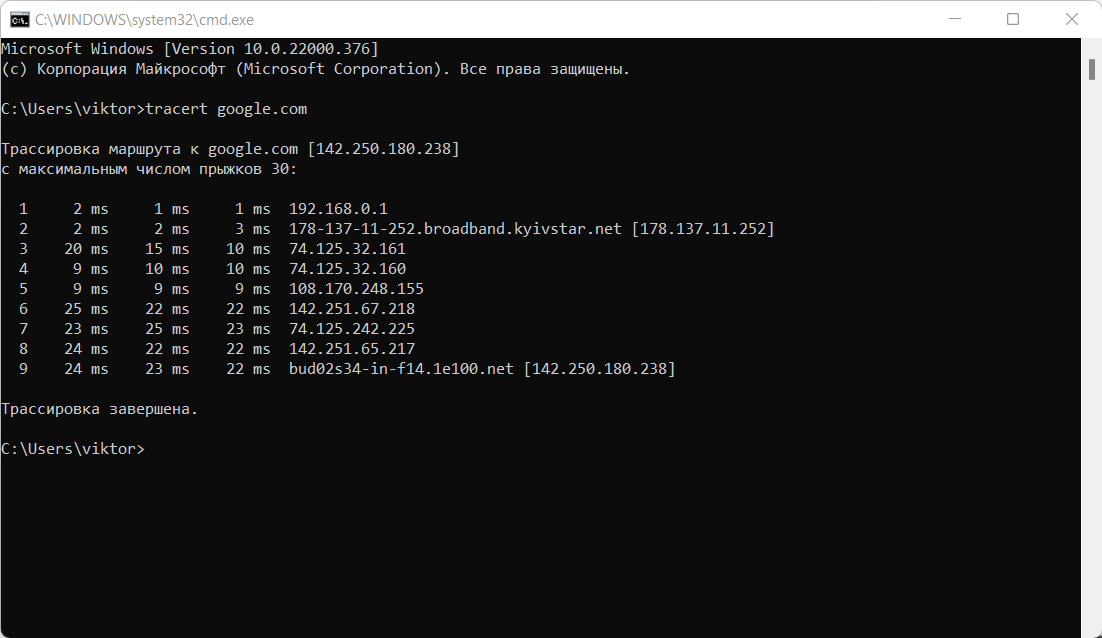 C:\WINDOWS\system32\cmd.exe
Microsoft Windows [Version 10.0.22000.376]
(c) Корпорация Майкрософт (Microsoft Corporation). Все права защищены.
C:\Users\viktor>tracert google.com
Трассировка маршрута к google.com [142.250.180.238]
с максимальным числом прыжков 30:
1 2 ms 1 ms 1 ms 192.168.0.1
2 2 ms 2 ms 3 ms 178-137-11-252.broadband.kyivstar.net [178.137.11.252]
3 20 ms 15 ms 10 ms 74.125.32.161
4 9 ms 10 ms 10 ms 74.125.32.160
5 9 ms 9 ms 9 ms 108.170.248.155
6 25 ms 22 ms 22 ms 142.251.67.218
7 23 ms 25 ms 23 ms 74.125.242.225
8 24 ms 22 ms 22 ms 142.251.65.217
9 24 ms 23 ms 22 ms bud02s34-in-f14.1e100.net [142.250.180.238]
Трассировка завершена.
C:\Users\viktor>